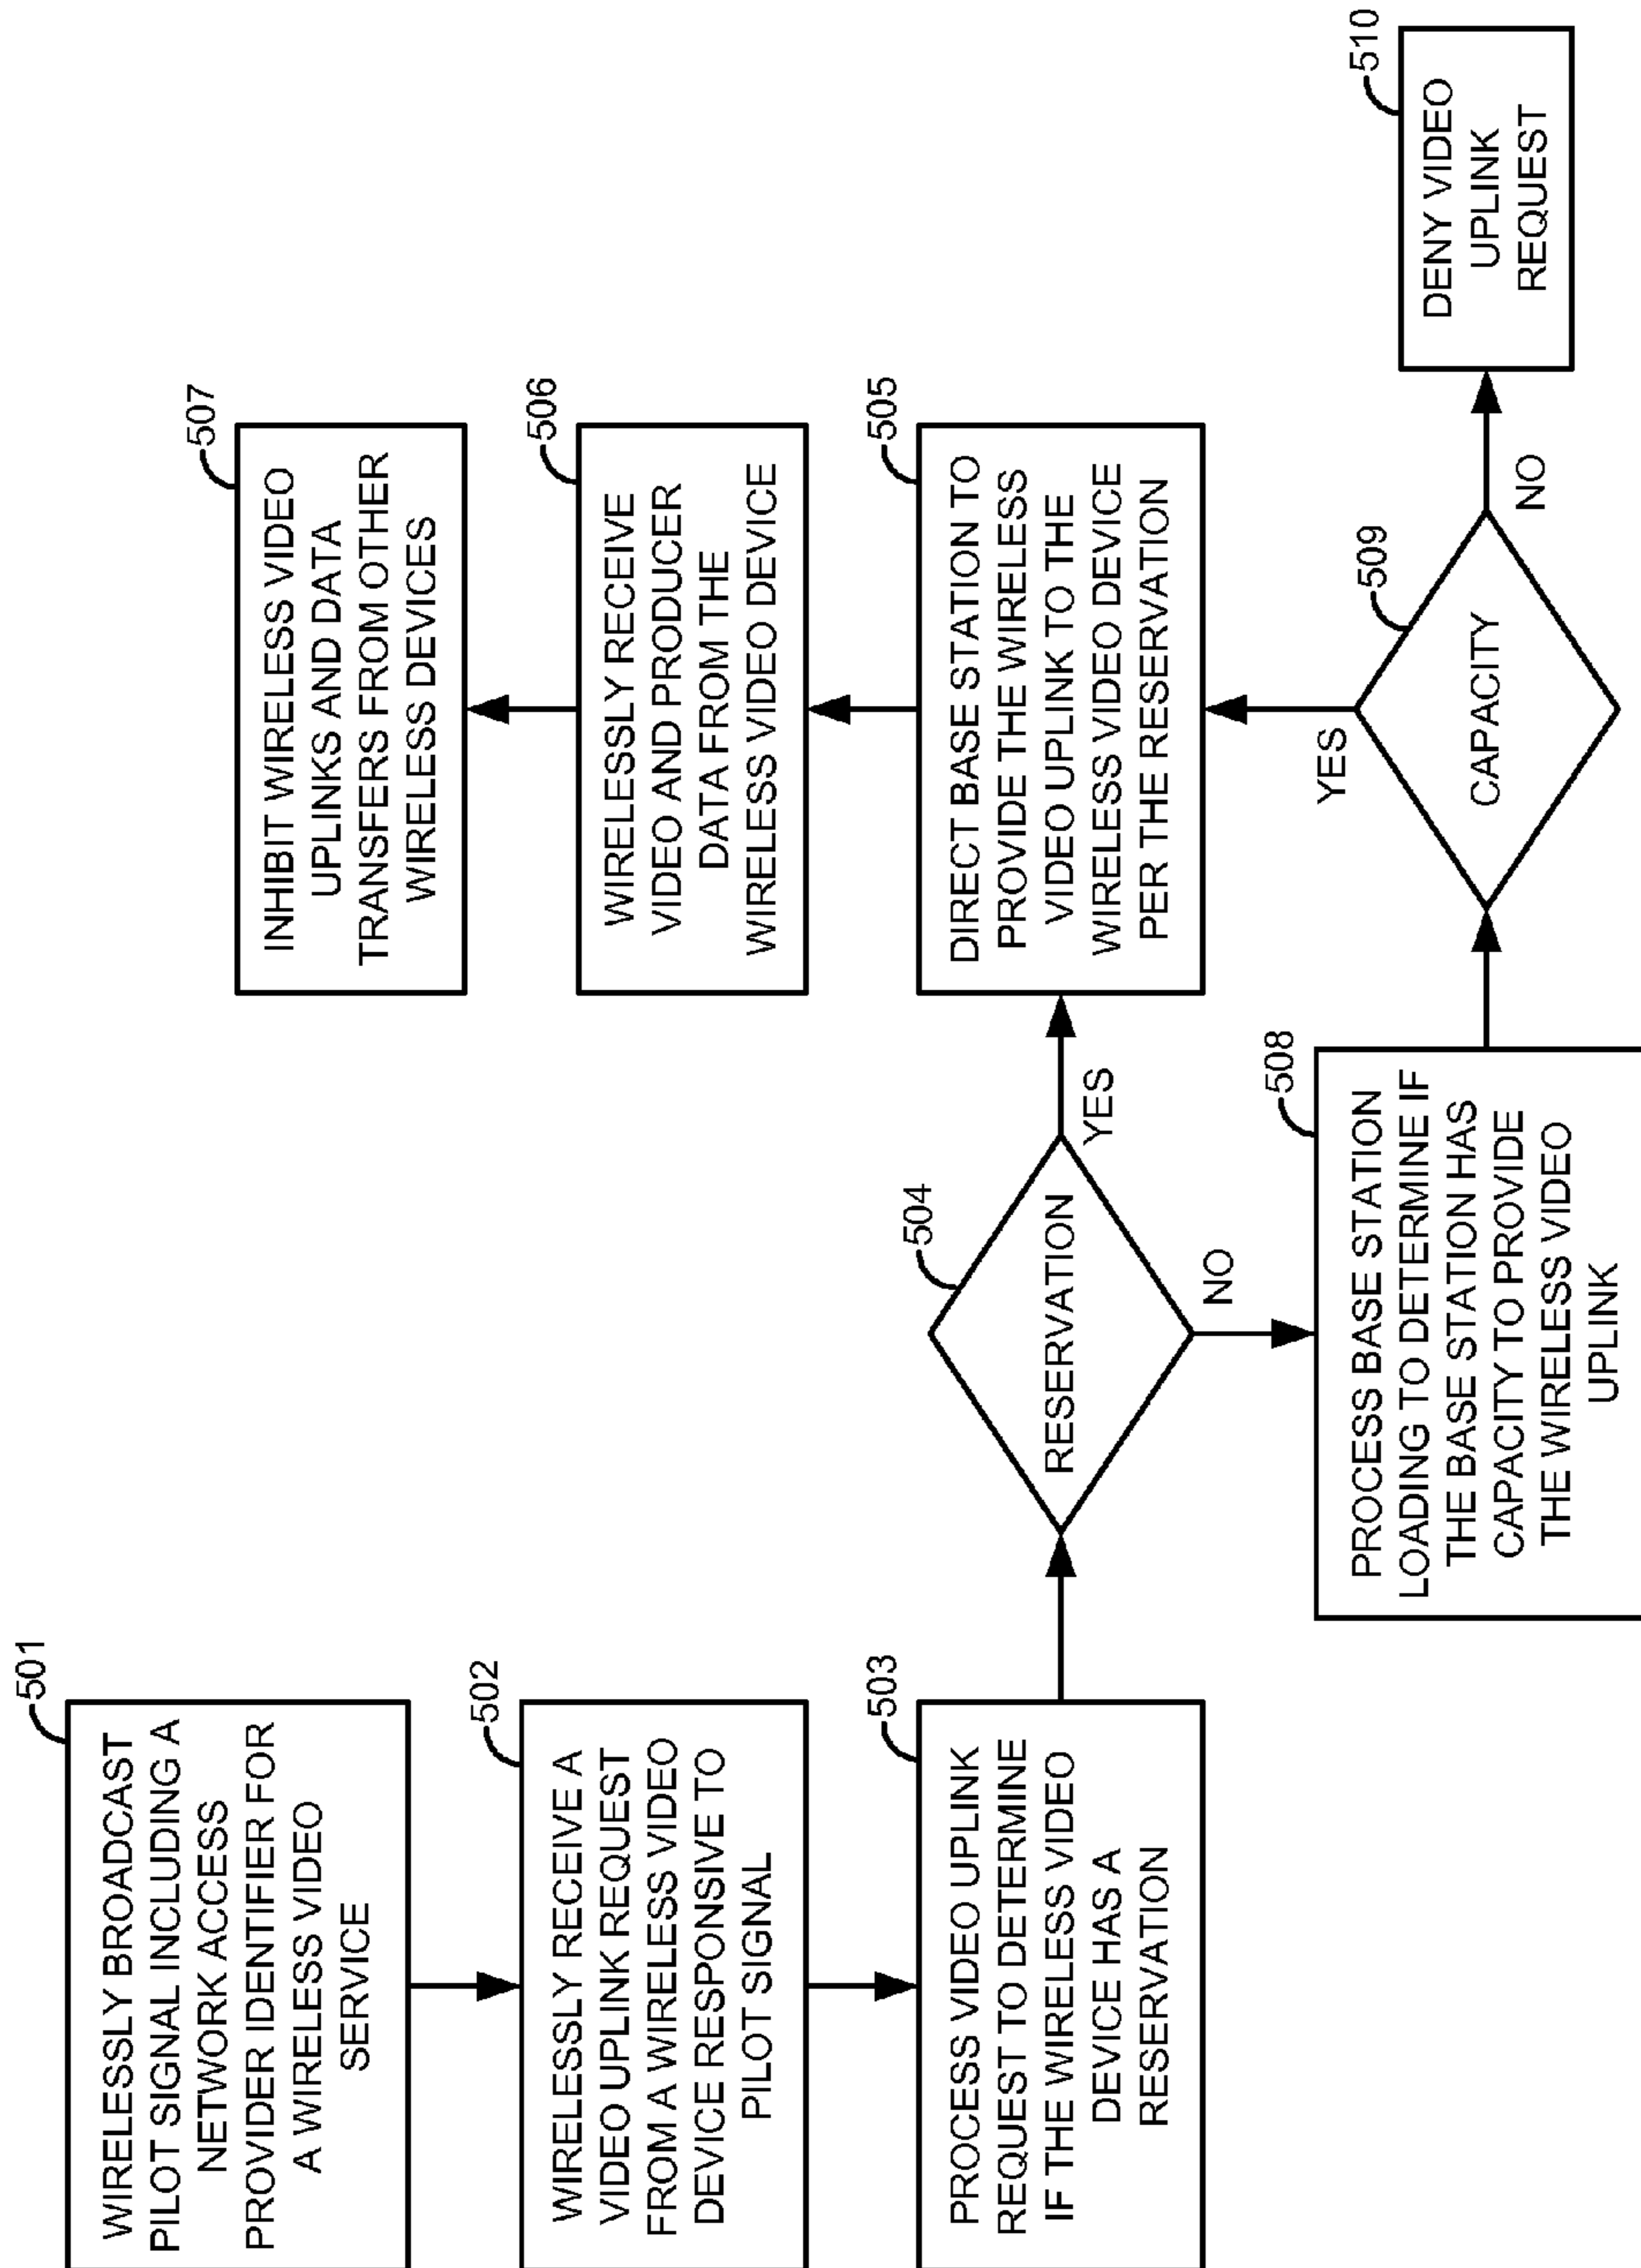 501
WIRELESSLY BROADCAST
PILOT SIGNAL INCLUDING A
NETWORK ACCESS
PROVIDER IDENTIFIER FOR
A WIRELESS VIDEO
SERVICE
502
WIRELESSLY RECEIVE A
VIDEO UPLINK REQUEST
FROM A WIRELESS VIDEO
DEVICE RESPONSIVE TO
PILOT SIGNAL
503
PROCESS VIDEO UPLINK
REQUEST TO DETERMINE
IF THE WIRELESS VIDEO
DEVICE HAS A
RESERVATION
504
RESERVATION
YES
NO
505
DIRECT BASE STATION TO
PROVIDE THE WIRELESS
VIDEO UPLINK TO THE
WIRELESS VIDEO DEVICE
PER THE RESERVATION
506
WIRELESSLY RECEIVE
VIDEO AND PRODUCER
DATA FROM THE
WIRELESS VIDEO DEVICE
507
INHIBIT WIRELESS VIDEO
UPLINKS AND DATA
TRANSFERS FROM OTHER
WIRELESS DEVICES
508
PROCESS BASE STATION
LOADING TO DETERMINE IF
THE BASE STATION HAS
CAPACITY TO PROVIDE
THE WIRELESS VIDEO
UPLINK
509
CAPACITY
YES
NO
510
DENY VIDEO
UPLINK
REQUEST